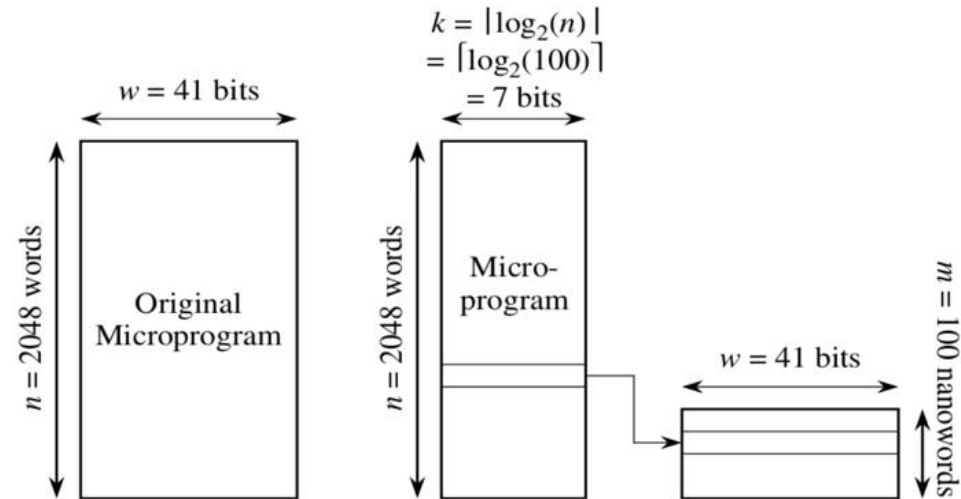 w = 41 bits
n = 2048 words
Original
Microprogram
k = ⌈log₂(n)⌉
= ⌈log₂(100)⌉
= 7 bits
n = 2048 words
Micro-
program
w = 41 bits
m = 100 nanowords